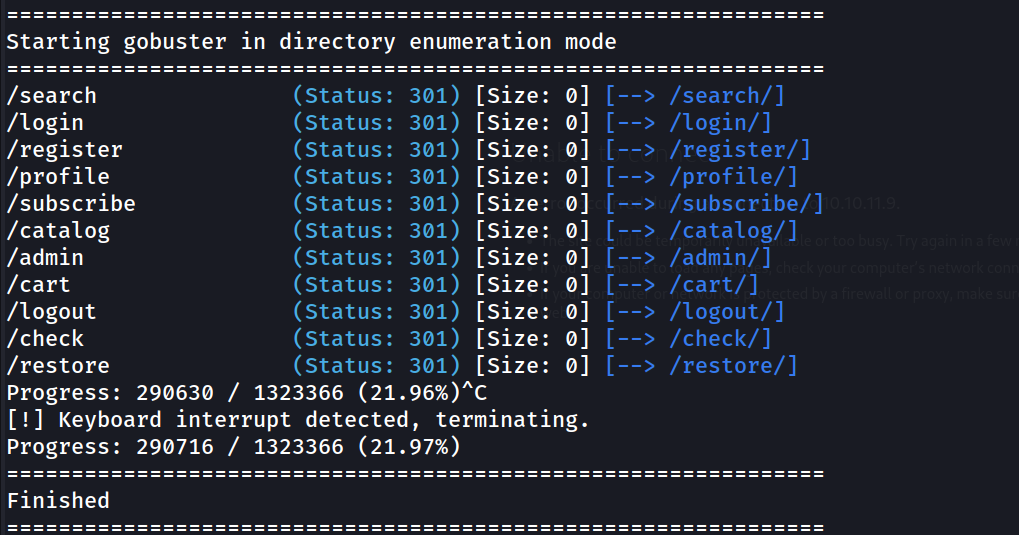 ===============================================================
Starting gobuster in directory enumeration mode
===============================================================
/search               (Status: 301) [Size: 0] [--> /search/]
/login                (Status: 301) [Size: 0] [--> /login/]
/register             (Status: 301) [Size: 0] [--> /register/]
/profile              (Status: 301) [Size: 0] [--> /profile/]
/subscribe            (Status: 301) [Size: 0] [--> /subscribe/]
/catalog              (Status: 301) [Size: 0] [--> /catalog/]
/admin                (Status: 301) [Size: 0] [--> /admin/]
/cart                 (Status: 301) [Size: 0] [--> /cart/]
/logout               (Status: 301) [Size: 0] [--> /logout/]
/check                (Status: 301) [Size: 0] [--> /check/]
/restore              (Status: 301) [Size: 0] [--> /restore/]
Progress: 290630 / 1323366 (21.96%)^C
[!] Keyboard interrupt detected, terminating.
Progress: 290716 / 1323366 (21.97%)
===============================================================
Finished
===============================================================